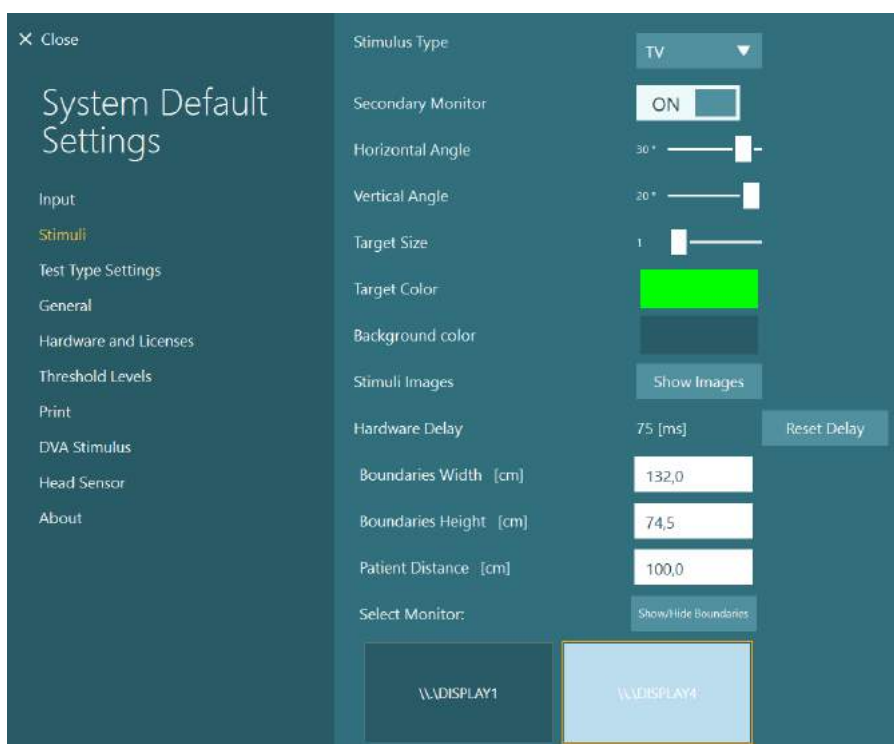 ✕ Close
System Default
Settings
Input
Stimuli
Test Type Settings
General
Hardware and Licenses
Threshold Levels
Print
DVA Stimulus
Head Sensor
About
Stimulus Type TV
Secondary Monitor ON
Horizontal Angle 30 °
Vertical Angle 20 °
Target Size 1
Target Color
Background color
Stimuli Images Show Images
Hardware Delay 75 [ms] Reset Delay
Boundaries Width [cm] 132,0
Boundaries Height [cm] 74,5
Patient Distance [cm] 100,0
Select Monitor: Show/Hide Boundaries
\\.\DISPLAY1 \\.\DISPLAY4